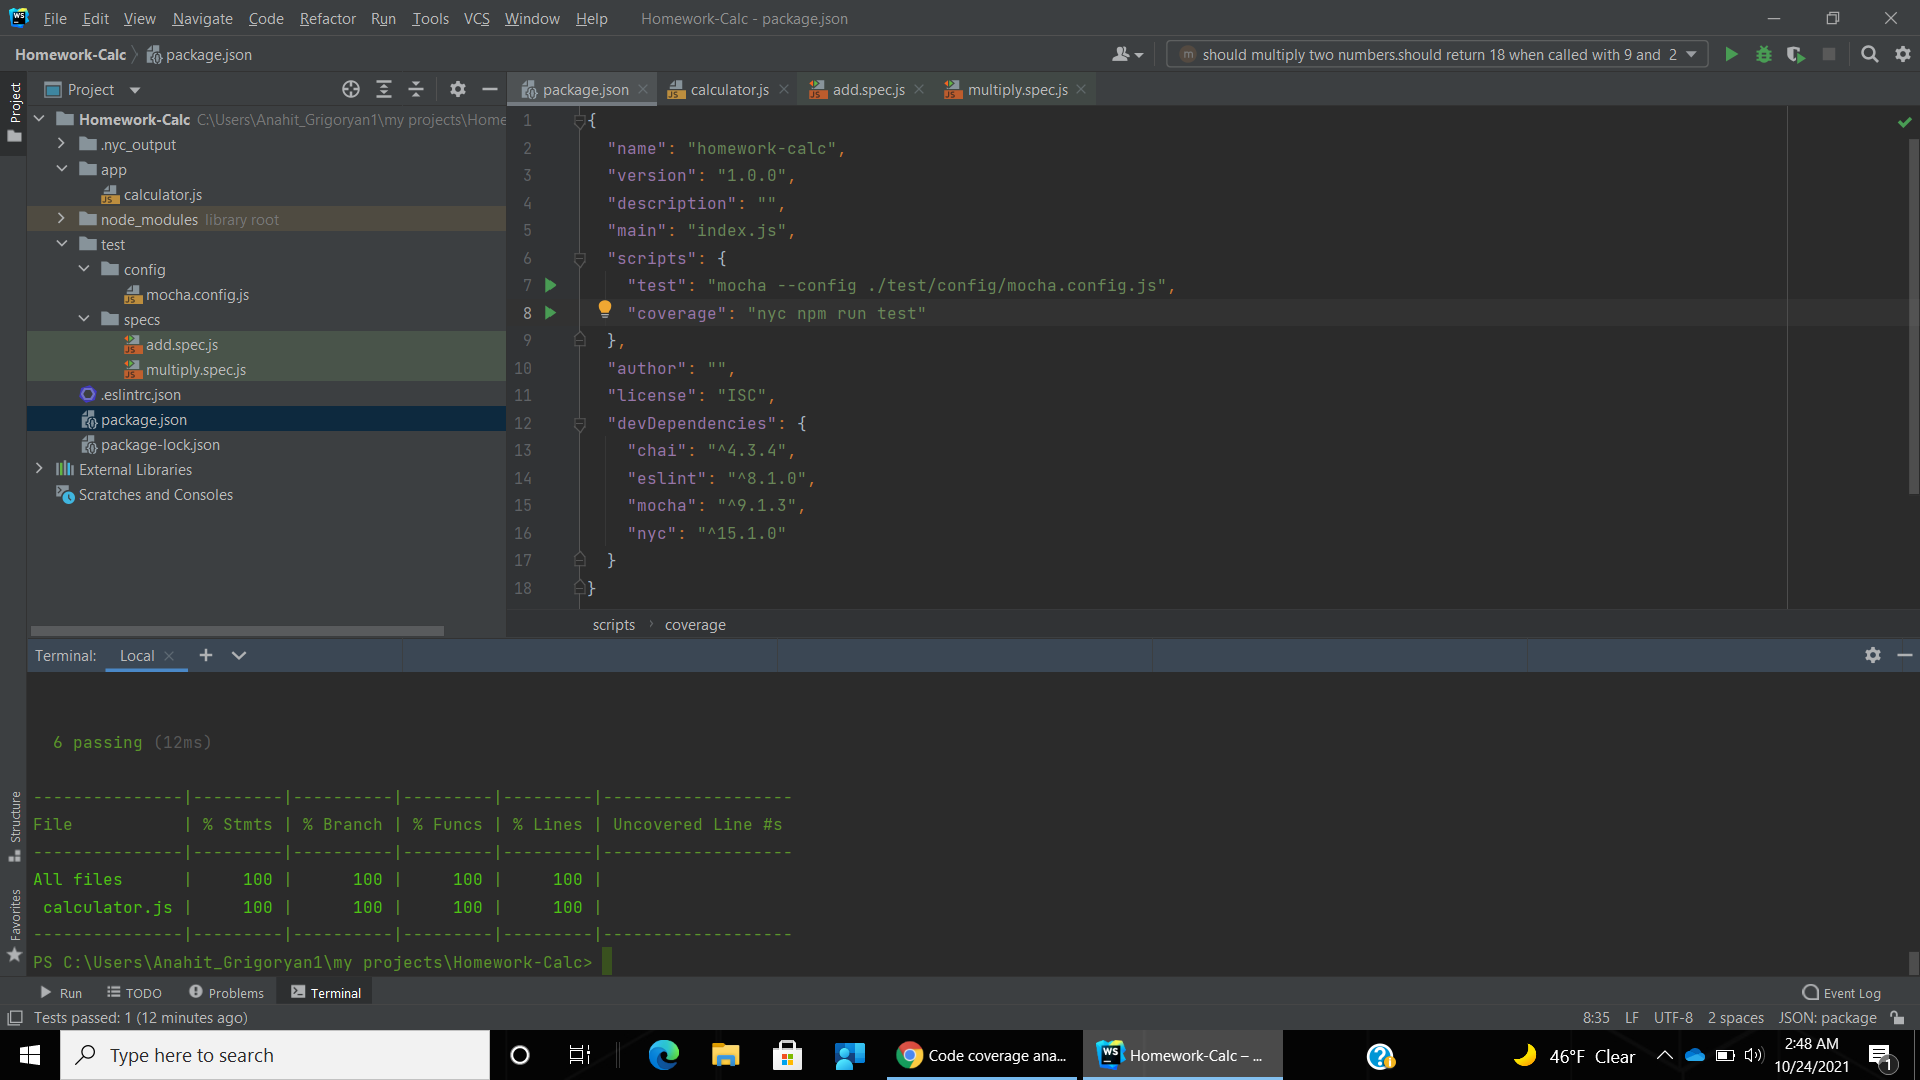 File Edit View Navigate Code Refactor Run Tools VCS Window Help Homework-Calc - package.json
Homework-Calc package.json should multiply two numbers.should return 18 when called with 9 and 2
Project
Project
package.json calculator.js add.spec.js multiply.spec.js
Homework-Calc C:\Users\Anahit_Grigoryan1\my projects\Home
.nyc_output
app
calculator.js
node_modules library root
test
config
mocha.config.js
specs
add.spec.js
multiply.spec.js
.eslintrc.json
package.json
package-lock.json
External Libraries
Scratches and Consoles
1 {
2 "name": "homework-calc",
3 "version": "1.0.0",
4 "description": "",
5 "main": "index.js",
6 "scripts": {
7 "test": "mocha --config ./test/config/mocha.config.js",
8 "coverage": "nyc npm run test"
9 },
10 "author": "",
11 "license": "ISC",
12 "devDependencies": {
13 "chai": "^4.3.4",
14 "eslint": "^8.1.0",
15 "mocha": "^9.1.3",
16 "nyc": "^15.1.0"
17 }
18 }
scripts coverage
Terminal: Local
6 passing (12ms)
---------------|---------|----------|---------|---------|-------------------
File | % Stmts | % Branch | % Funcs | % Lines | Uncovered Line #s
---------------|---------|----------|---------|---------|-------------------
All files | 100 | 100 | 100 | 100 |
calculator.js | 100 | 100 | 100 | 100 |
---------------|---------|----------|---------|---------|-------------------
PS C:\Users\Anahit_Grigoryan1\my projects\Homework-Calc>
Structure
Favorites
Run TODO Problems Terminal Event Log
Tests passed: 1 (12 minutes ago) 8:35 LF UTF-8 2 spaces JSON: package
Type here to search Code coverage ana... Homework-Calc – ... 46°F Clear 2:48 AM
10/24/2021 1